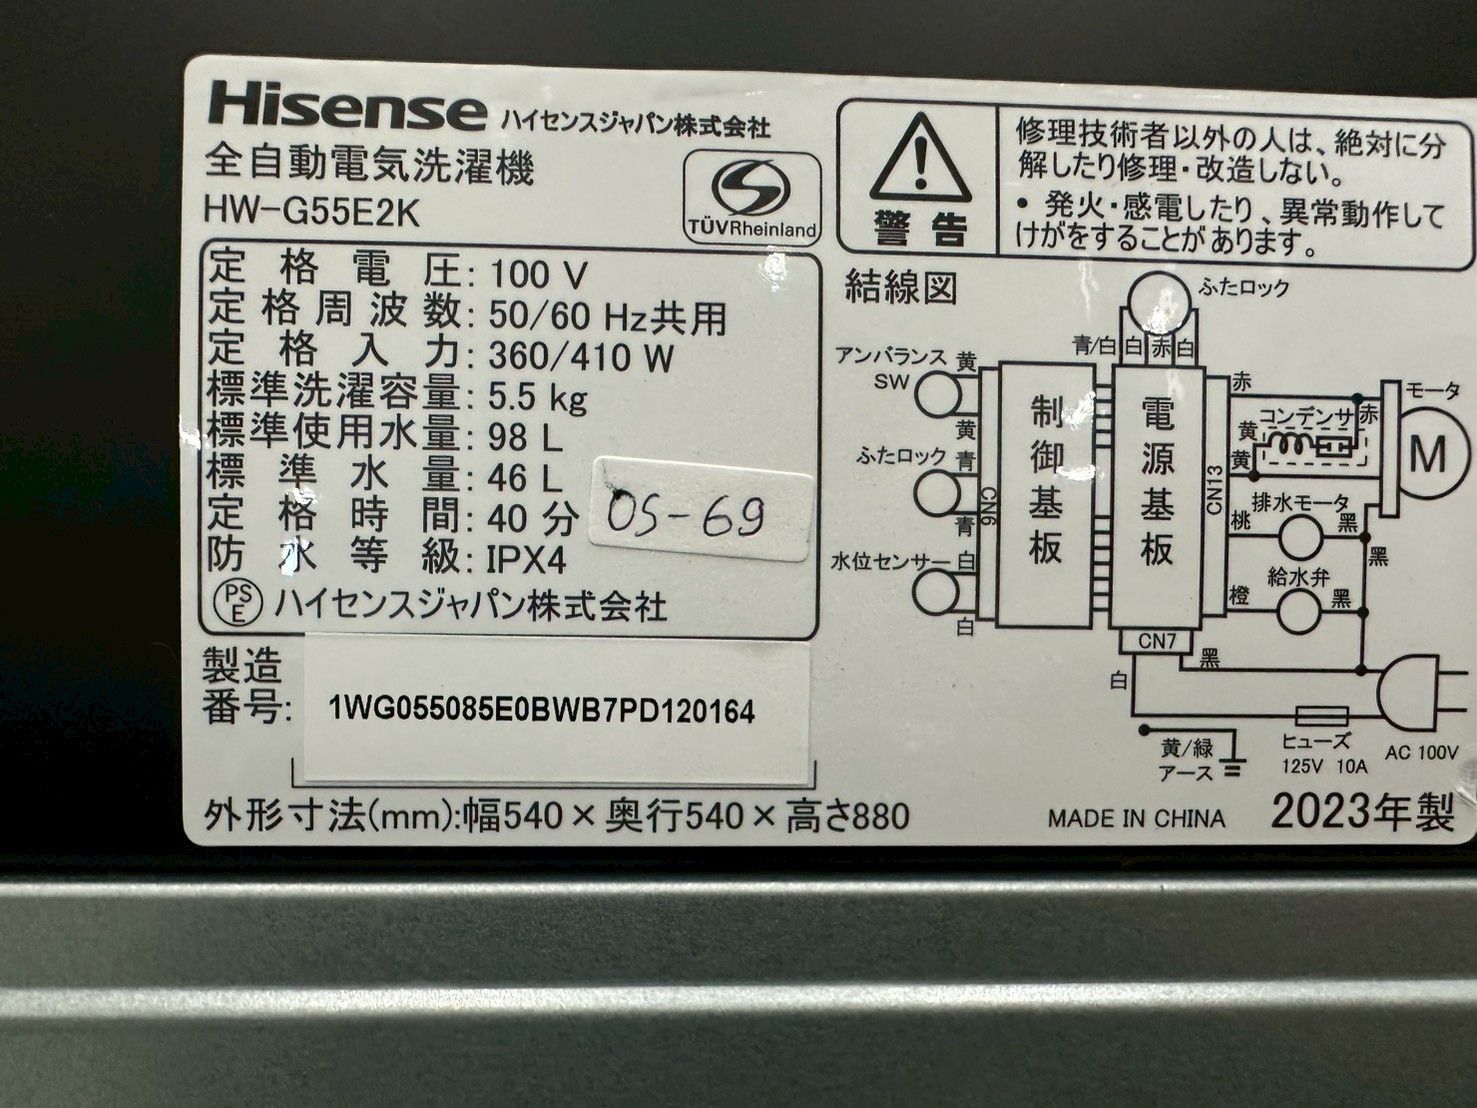 Hisense ハイセンスジャパン株式会社
全自動電気洗濯機
HW-G55E2K
TÜVRheinland
定格電圧: 100 V
定格周波数: 50/60 Hz共用
定格入力: 360/410 W
標準洗濯容量: 5.5 kg
標準使用水量: 98 L
標準水量: 46 L
定格時間: 40 分
防水等級: IPX4
PSE ハイセンスジャパン株式会社
OS-69
製造
番号: 1WG055085E0BWB7PD120164
外形寸法(mm):幅540×奥行540×高さ880
警告
修理技術者以外の人は、絶対に分
解したり修理・改造しない。
• 発火・感電したり、異常動作して
けがをすることがあります。
結線図
ふたロック
青/白 白 赤 白
アンバランス 黄
SW
黄
ふたロック 青
青
水位センサー 白
白
CN6
制御基板
電源基板
CN13
CN7
赤
コンデンサ 赤
黄
黄
モータ
M
排水モータ
桃
黒
黒
給水弁
橙
黒
黒
白
黄/緑
アース
ヒューズ
125V 10A
AC 100V
MADE IN CHINA
2023年製